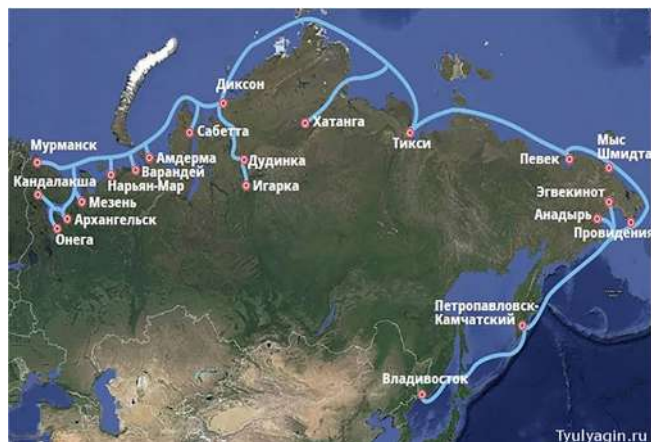 Диксон
Сабетта
Хатанга
Тикси
Мыс
Шмидта
Певек
Мурманск
Амдерма
Дудинка
Варандей
Кандалакша
Нарьян-Мар
Игарка
Эгвекинот
Мезень
Анадырь
Архангельск
Провидения
Онега
Петропавловск-
Камчатский
Владивосток
Tyulyagin.ru